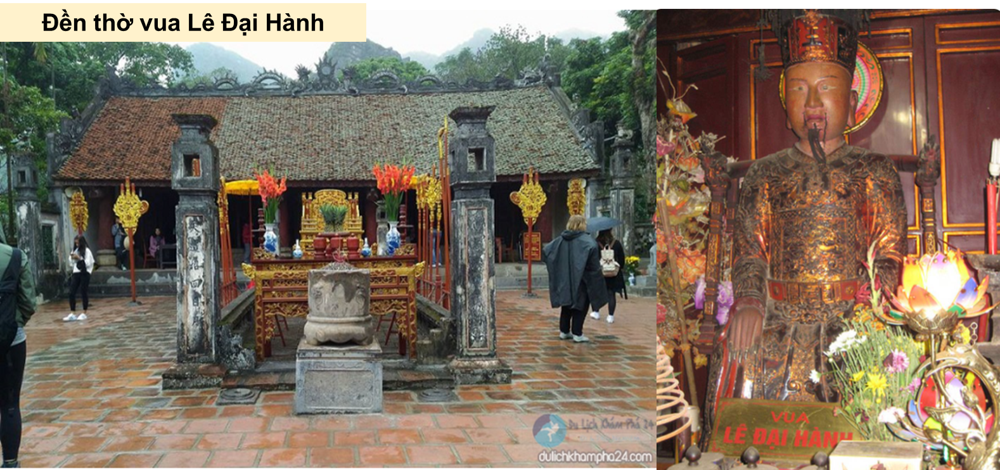 Đền thờ vua Lê Đại Hành
VUA
LÊ ĐẠI HÀNH
Du Lịch Khám Phá 24
dulichkhampha24.com